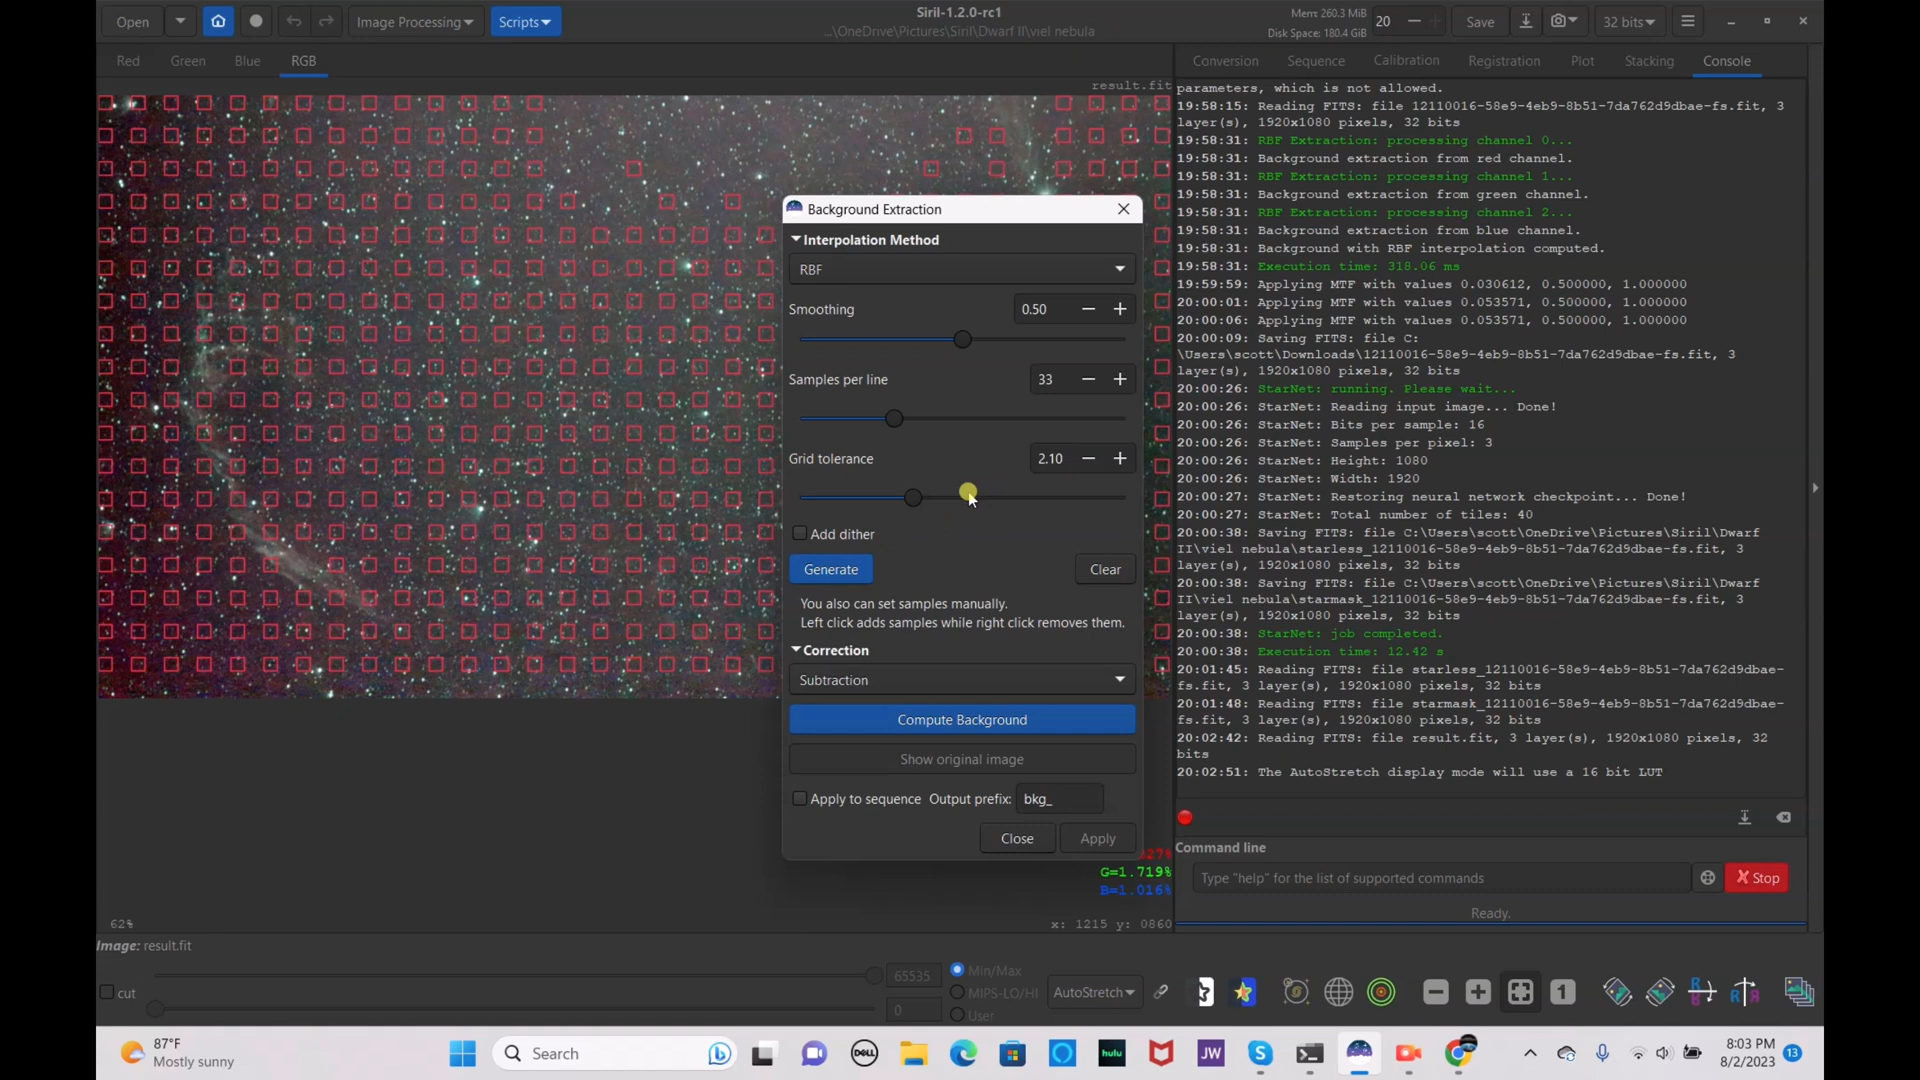 Open
Image Processing
Scripts
Siril-1.2.0-rc1
...\OneDrive\Pictures\Siril\Dwarf II\viel nebula
Mem: 260.3 MiB
Disk Space: 180.4 GiB
20
Save
32 bits
Red
Green
Blue
RGB
result.fit
Conversion
Sequence
Calibration
Registration
Plot
Stacking
Console
parameters, which is not allowed.
19:58:15: Reading FITS: file 12110016-58e9-4eb9-8b51-7da762d9dbae-fs.fit, 3
layer(s), 1920x1080 pixels, 32 bits
19:58:31: RBF Extraction: processing channel 0...
19:58:31: Background extraction from red channel.
19:58:31: RBF Extraction: processing channel 1...
19:58:31: Background extraction from green channel.
19:58:31: RBF Extraction: processing channel 2...
19:58:31: Background extraction from blue channel.
19:58:31: Background with RBF interpolation computed.
19:58:31: Execution time: 318.06 ms
19:59:59: Applying MTF with values 0.030612, 0.500000, 1.000000
20:00:01: Applying MTF with values 0.053571, 0.500000, 1.000000
20:00:06: Applying MTF with values 0.053571, 0.500000, 1.000000
20:00:09: Saving FITS: file C:
\Users\scott\Downloads\12110016-58e9-4eb9-8b51-7da762d9dbae-fs.fit, 3
layer(s), 1920x1080 pixels, 32 bits
20:00:26: StarNet: running. Please wait...
20:00:26: StarNet: Reading input image... Done!
20:00:26: StarNet: Bits per sample: 16
20:00:26: StarNet: Samples per pixel: 3
20:00:26: StarNet: Height: 1080
20:00:26: StarNet: Width: 1920
20:00:27: StarNet: Restoring neural network checkpoint... Done!
20:00:27: StarNet: Total number of tiles: 40
20:00:38: Saving FITS: file C:\Users\scott\OneDrive\Pictures\Siril\Dwarf
II\viel nebula\starless_12110016-58e9-4eb9-8b51-7da762d9dbae-fs.fit, 3
layer(s), 1920x1080 pixels, 32 bits
20:00:38: Saving FITS: file C:\Users\scott\OneDrive\Pictures\Siril\Dwarf
II\viel nebula\starmask_12110016-58e9-4eb9-8b51-7da762d9dbae-fs.fit, 3
layer(s), 1920x1080 pixels, 32 bits
20:00:38: StarNet: job completed.
20:00:38: Execution time: 12.42 s
20:01:45: Reading FITS: file starless_12110016-58e9-4eb9-8b51-7da762d9dbae-
fs.fit, 3 layer(s), 1920x1080 pixels, 32 bits
20:01:48: Reading FITS: file starmask_12110016-58e9-4eb9-8b51-7da762d9dbae-
fs.fit, 3 layer(s), 1920x1080 pixels, 32 bits
20:02:42: Reading FITS: file result.fit, 3 layer(s), 1920x1080 pixels, 32
bits
20:02:51: The AutoStretch display mode will use a 16 bit LUT
Background Extraction
Interpolation Method
RBF
Smoothing
0.50
Samples per line
33
Grid tolerance
2.10
Add dither
Generate
Clear
You also can set samples manually.
Left click adds samples while right click removes them.
Correction
Subtraction
Compute Background
Show original image
Apply to sequence
Output prefix:
bkg_
Close
Apply
G=1.719%
B=1.016%
62%
x: 1215 y: 0860
Command line
Type "help" for the list of supported commands
Stop
Ready.
Image: result.fit
cut
65535
0
Min/Max
MIPS-LO/HI
User
AutoStretch
1
87°F
Mostly sunny
Search
DELL
hulu
JW
8:03 PM
8/2/2023
13